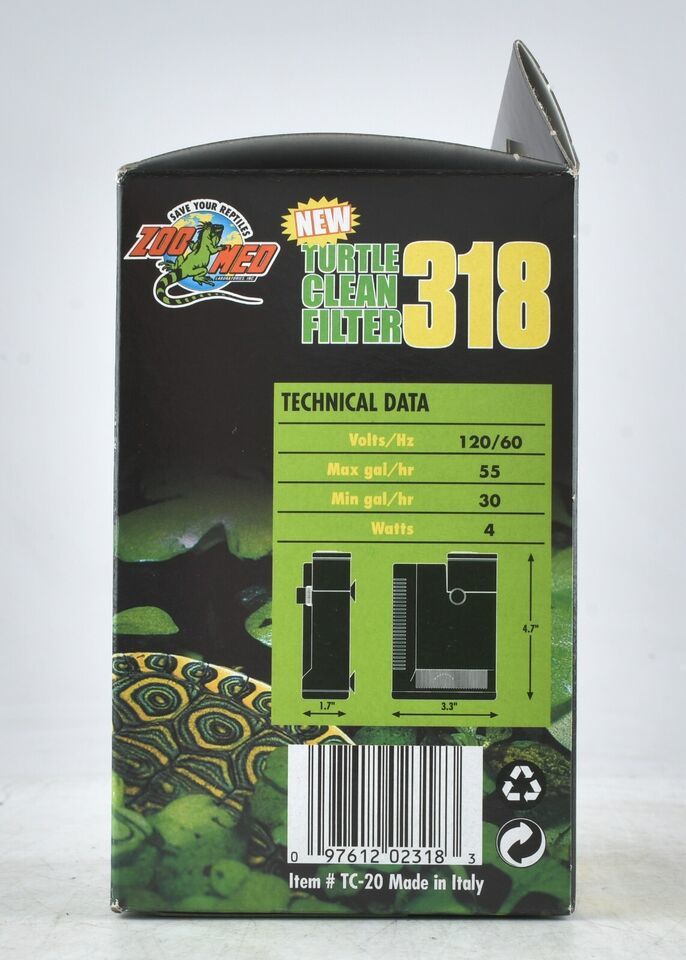 SAVE YOUR REPTILES
ZOO MED
LABORATORIES, INC.
NEW
TURTLE
CLEAN
FILTER 318
TECHNICAL DATA
Volts/Hz 120/60
Max gal/hr 55
Min gal/hr 30
Watts 4
4.7"
1.7" 3.3"
0 97612 02318 3
Item # TC-20 Made in Italy